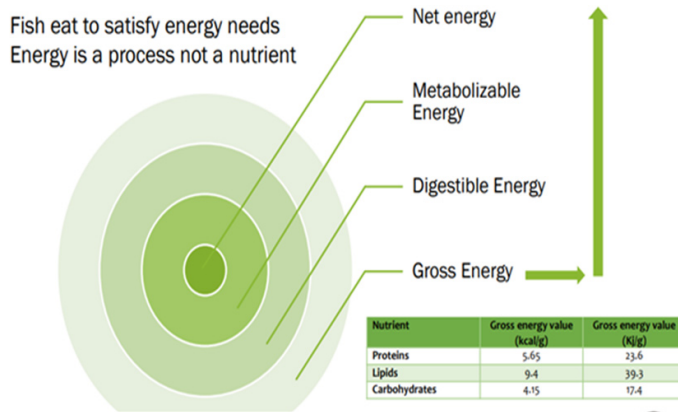 Fish eat to satisfy energy needs
Energy is a process not a nutrient
Net energy
Metabolizable
Energy
Digestible Energy
Gross Energy
Nutrient Gross energy value (kcal/g) Gross energy value (Kj/g)
Proteins 5.65 23.6
Lipids 9.4 39.3
Carbohydrates 4.15 17.4